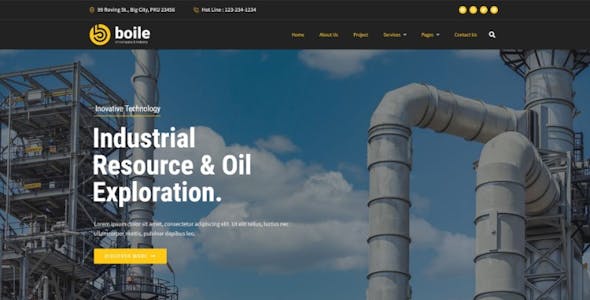 99 Roving St., Big City, PKU 23456
Hot Line : 123-234-1234
boile
Home
About Us
Project
Services
Pages
Contact Us
Inovative Technology
Industrial
Resource & Oil
Exploration.
Lorem ipsum dolor sit amet, consectetur adipiscing elit. Ut elit tellus, luctus nec
ullamcorper mattis, pulvinar dapibus leo.
DISCOVER MORE